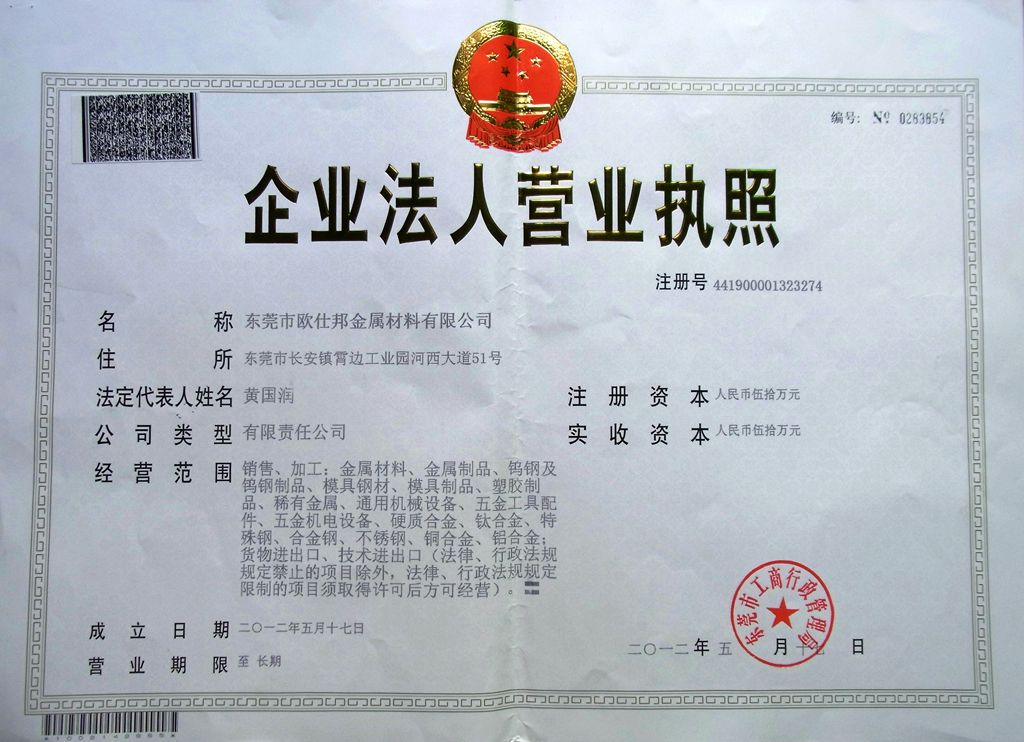 编号: № 0283854
企业法人营业执照
注册号 441900001323274
名称 东莞市欧仕邦金属材料有限公司
住所 东莞市长安镇霄边工业园河西大道51号
法定代表人姓名 黄国润 注册资本 人民币伍拾万元
公司类型 有限责任公司 实收资本 人民币伍拾万元
经营范围 销售、加工：金属材料、金属制品、钨钢及
钨钢制品、模具钢材、模具制品、塑胶制
品、稀有金属、通用机械设备、五金工具配
件、五金机电设备、硬质合金、钛合金、特
殊钢、合金钢、不锈钢、铜合金、铝合金；
货物进出口、技术进出口（法律、行政法规
规定禁止的项目除外，法律、行政法规规定
限制的项目须取得许可后方可经营）。
成立日期 二〇一二年五月十七日
营业期限 至 长期
东莞市工商行政管理局
二〇一二年五月十七日